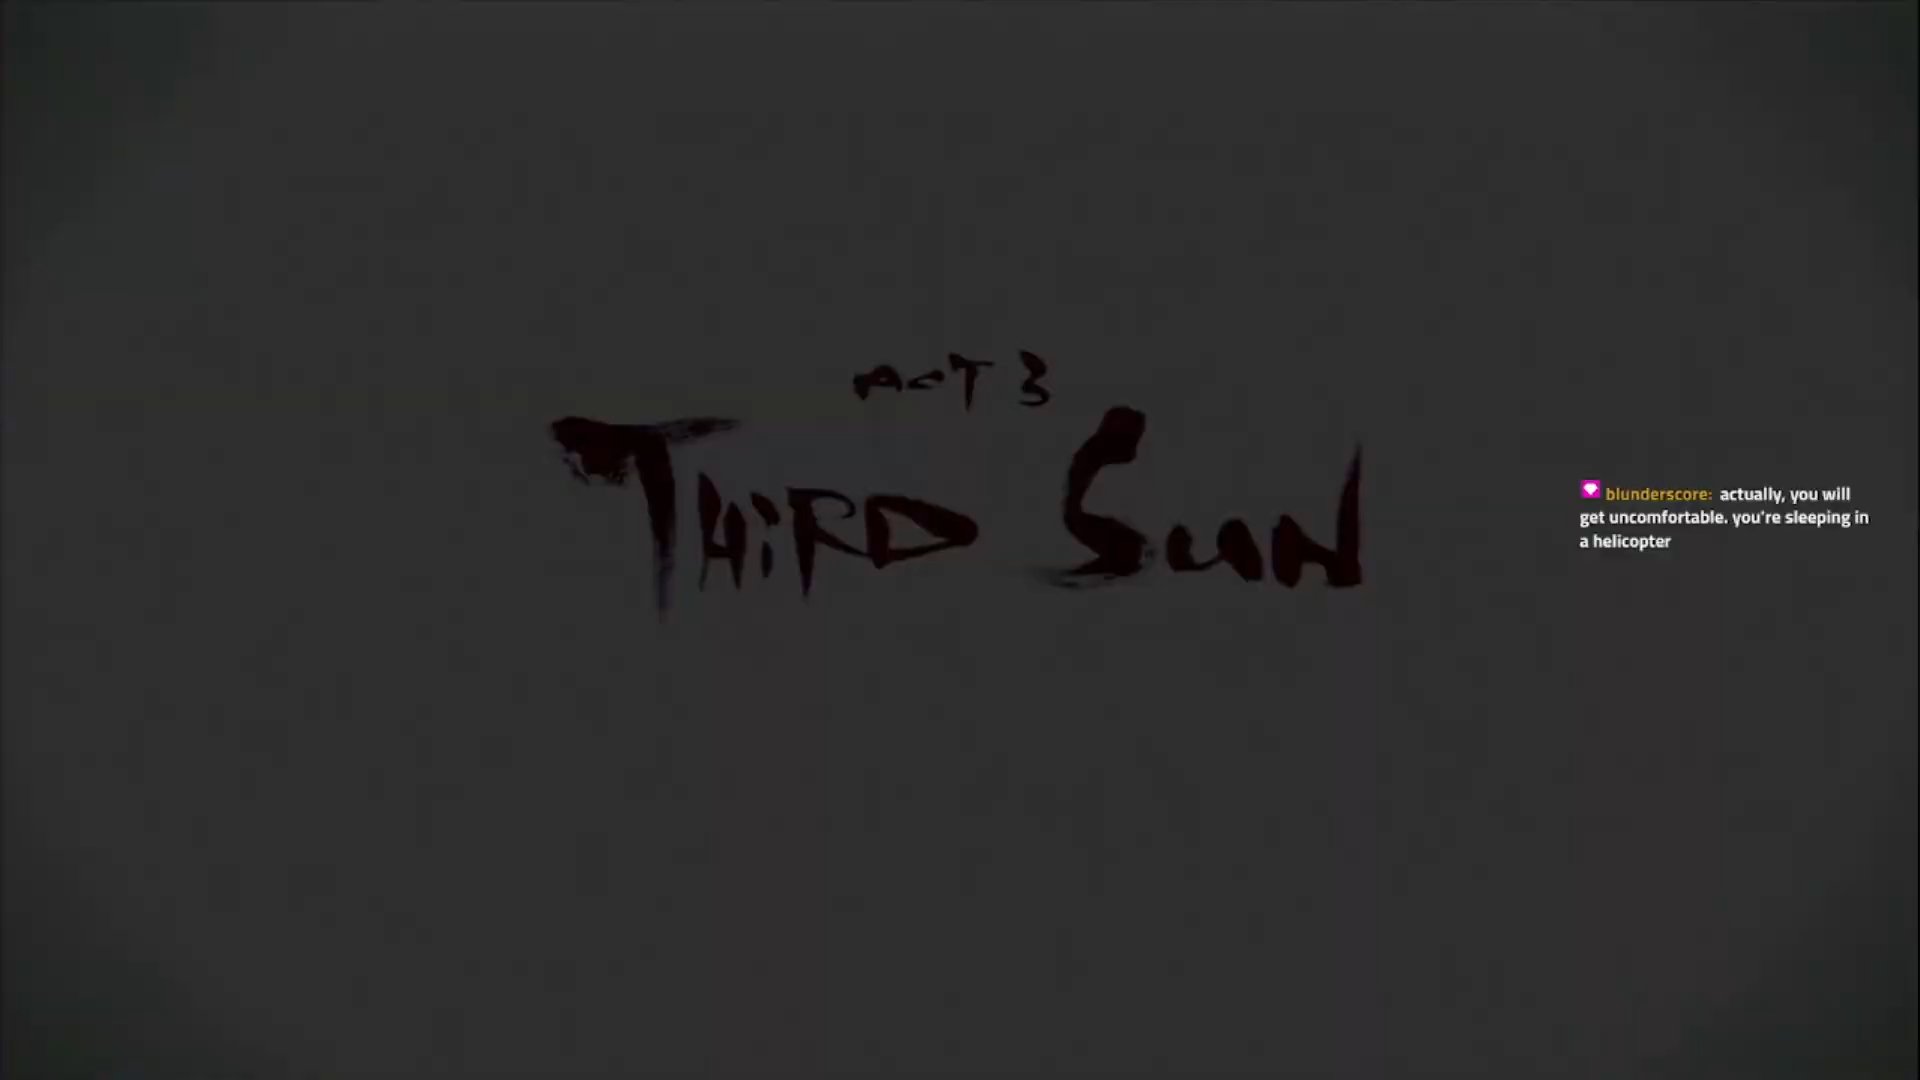 ACT 3
THiRD SUN
blunderscore: actually, you will
get uncomfortable. you're sleeping in
a helicopter